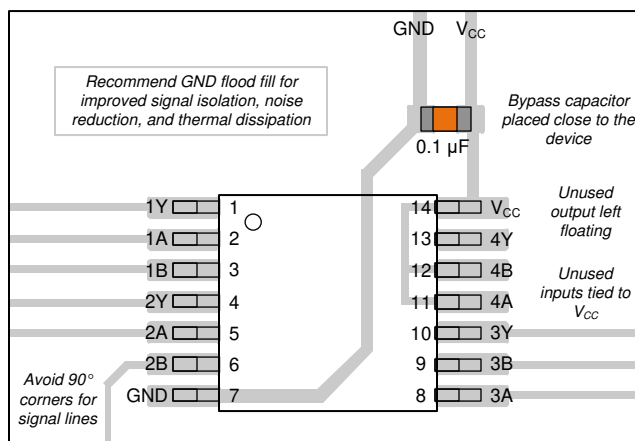 GND VCC
Recommend GND flood fill for
improved signal isolation, noise
reduction, and thermal dissipation
Bypass capacitor
placed close to the
device
0.1 µF
1Y 1 14 VCC
1A 2 13 4Y
1B 3 12 4B
2Y 4 11 4A
2A 5 10 3Y
2B 6 9 3B
GND 7 8 3A
Unused
output left
floating
Unused
inputs tied to
VCC
Avoid 90°
corners for
signal lines